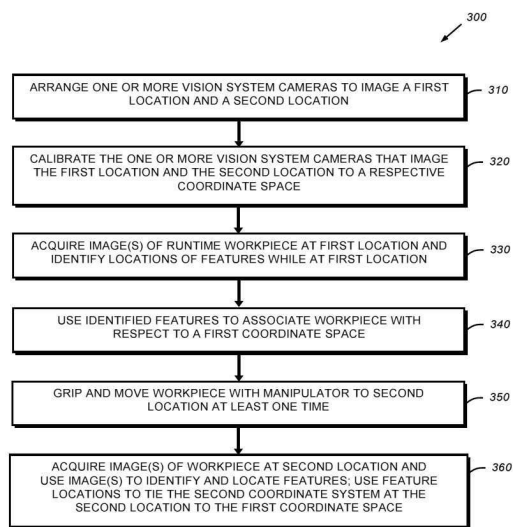 300
ARRANGE ONE OR MORE VISION SYSTEM CAMERAS TO IMAGE A FIRST
LOCATION AND A SECOND LOCATION
310
CALIBRATE THE ONE OR MORE VISION SYSTEM CAMERAS THAT IMAGE
THE FIRST LOCATION AND THE SECOND LOCATION TO A RESPECTIVE
COORDINATE SPACE
320
ACQUIRE IMAGE(S) OF RUNTIME WORKPIECE AT FIRST LOCATION AND
IDENTIFY LOCATIONS OF FEATURES WHILE AT FIRST LOCATION
330
USE IDENTIFIED FEATURES TO ASSOCIATE WORKPIECE WITH
RESPECT TO A FIRST COORDINATE SPACE
340
GRIP AND MOVE WORKPIECE WITH MANIPULATOR TO SECOND
LOCATION AT LEAST ONE TIME
350
ACQUIRE IMAGE(S) OF WORKPIECE AT SECOND LOCATION AND
USE IMAGE(S) TO IDENTIFY AND LOCATE FEATURES; USE FEATURE
LOCATIONS TO TIE THE SECOND COORDINATE SYSTEM AT THE
SECOND LOCATION TO THE FIRST COORDINATE SPACE
360